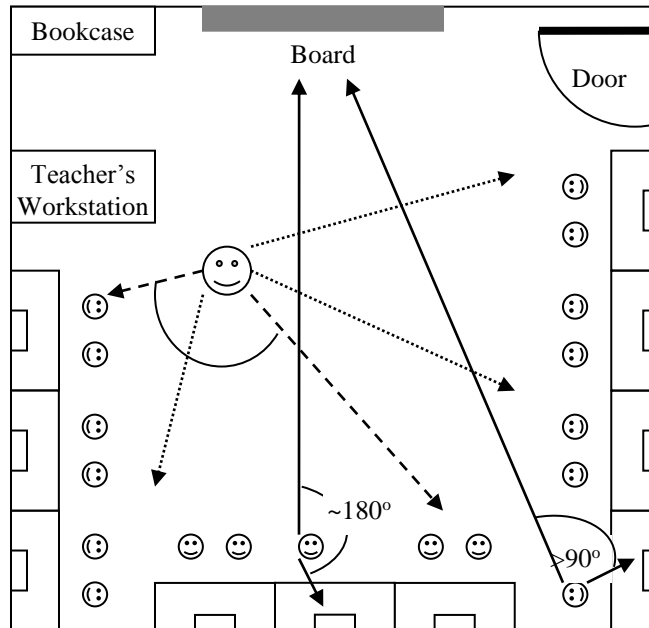 Bookcase
Board
Door
Teacher's
Workstation
~180º
>90º